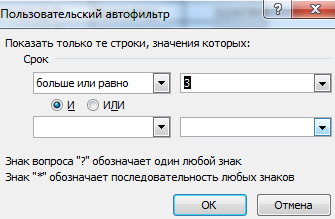 Пользовательский автофильтр
Показать только те строки, значения которых:
Срок
больше или равно 3
И ИЛИ
Знак вопроса "?" обозначает один любой знак
Знак "*" обозначает последовательность любых знаков
ОК Отмена